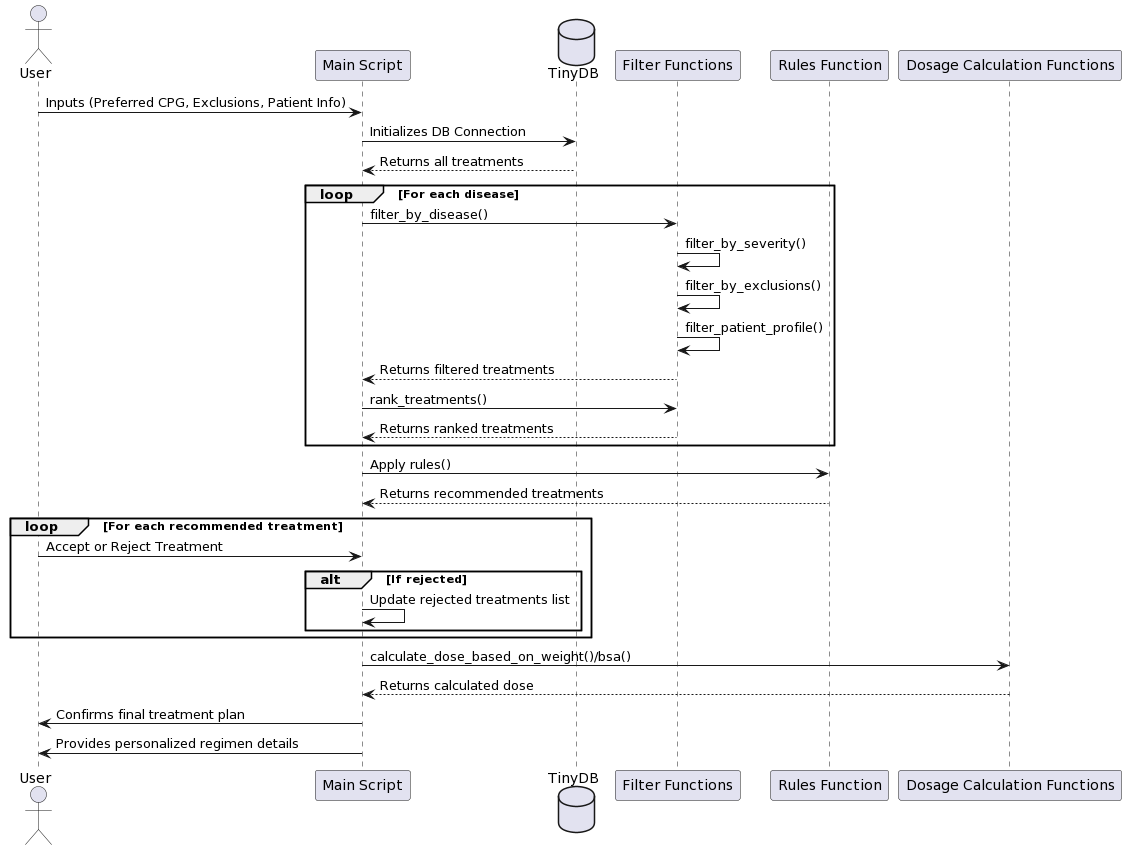 User
Main Script
TinyDB
Filter Functions
Rules Function
Dosage Calculation Functions
Inputs (Preferred CPG, Exclusions, Patient Info)
Initializes DB Connection
Returns all treatments
loop
[For each disease]
filter_by_disease()
filter_by_severity()
filter_by_exclusions()
filter_patient_profile()
Returns filtered treatments
rank_treatments()
Returns ranked treatments
Apply rules()
Returns recommended treatments
loop
[For each recommended treatment]
Accept or Reject Treatment
alt
[If rejected]
Update rejected treatments list
calculate_dose_based_on_weight()/bsa()
Returns calculated dose
Confirms final treatment plan
Provides personalized regimen details
User
Main Script
TinyDB
Filter Functions
Rules Function
Dosage Calculation Functions